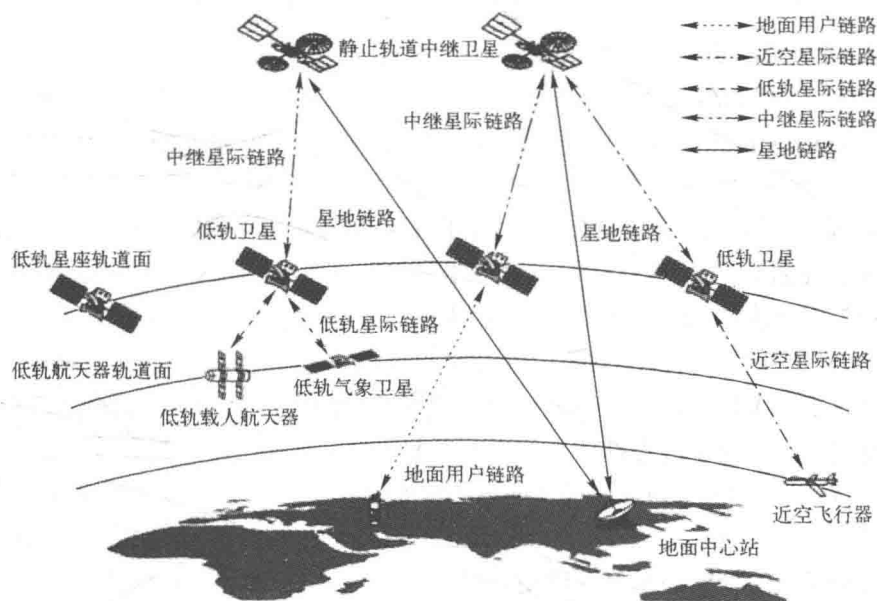 静止轨道中继卫星
地面用户链路
近空星际链路
低轨星际链路
中继星际链路
星地链路
中继星际链路
中继星际链路
星地链路
星地链路
低轨卫星
低轨卫星
低轨星座轨道面
低轨星际链路
近空星际链路
低轨航天器轨道面
低轨气象卫星
低轨载人航天器
地面用户链路
近空飞行器
地面中心站